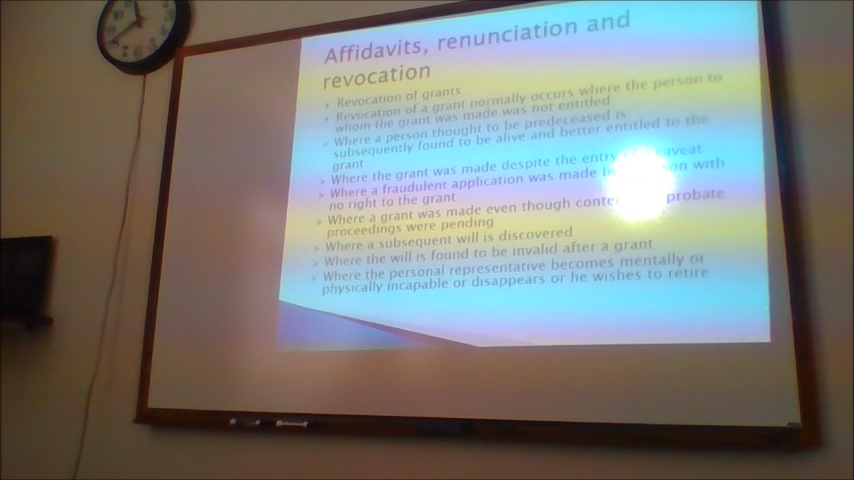 Affidavits, renunciation and
revocation
Revocation of grants
Revocation of a grant normally occurs where the person to
whom the grant was made was not entitled
Where a person thought to be predeceased is
subsequently found to be alive and better entitled to the
grant
Where the grant was made despite the entry
Where a fraudulent application was made with
no right to the grant
Where a grant was made even though probate
proceedings were pending
Where a subsequent will is discovered
Where the will is found to be invalid after a grant
Where the personal representative becomes mentally or
physically incapable or disappears or he wishes to retire